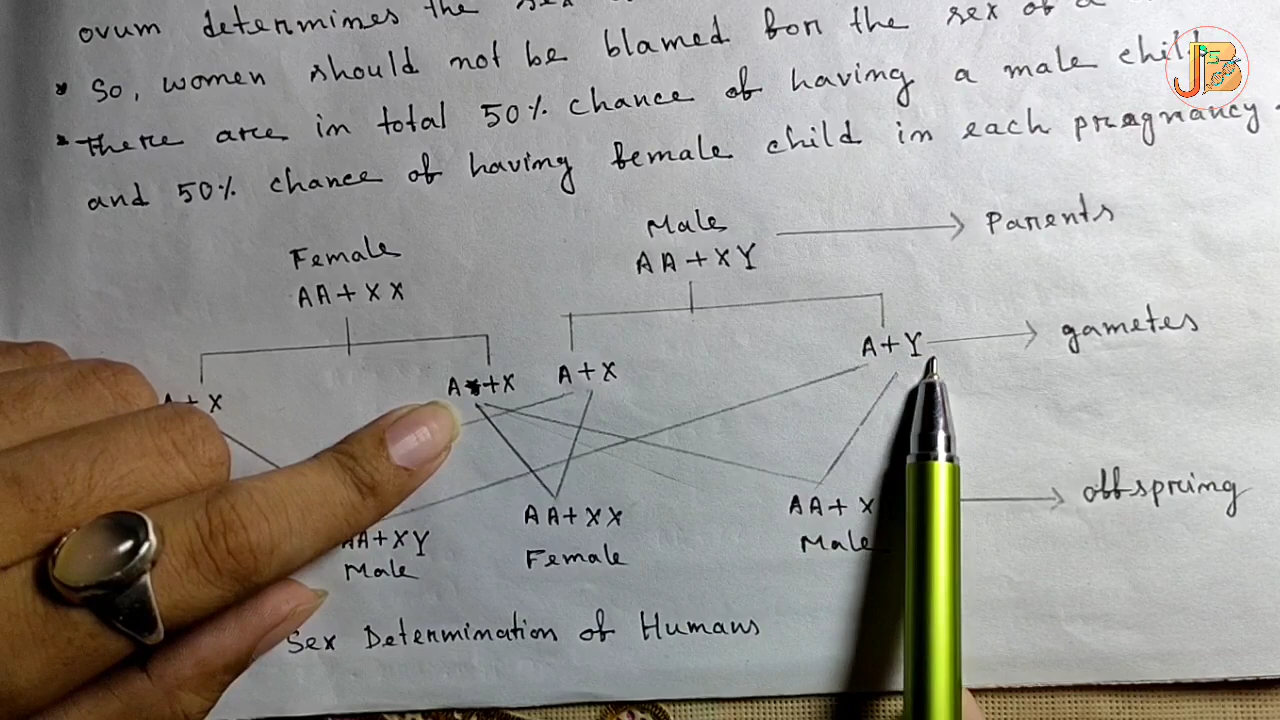 ovum determines the sex
* So, women should not be blamed for the sex of a
* There are in total 50% chance of having a male child
and 50% chance of having female child in each pregnancy.
Female
AA+XX
Male
AA+XY
Parents
A+X
A+X
A+X
A+Y
gametes
AA+XY
Male
AA+XX
Female
AA+X
Male
offspring
Sex Determination of Humans